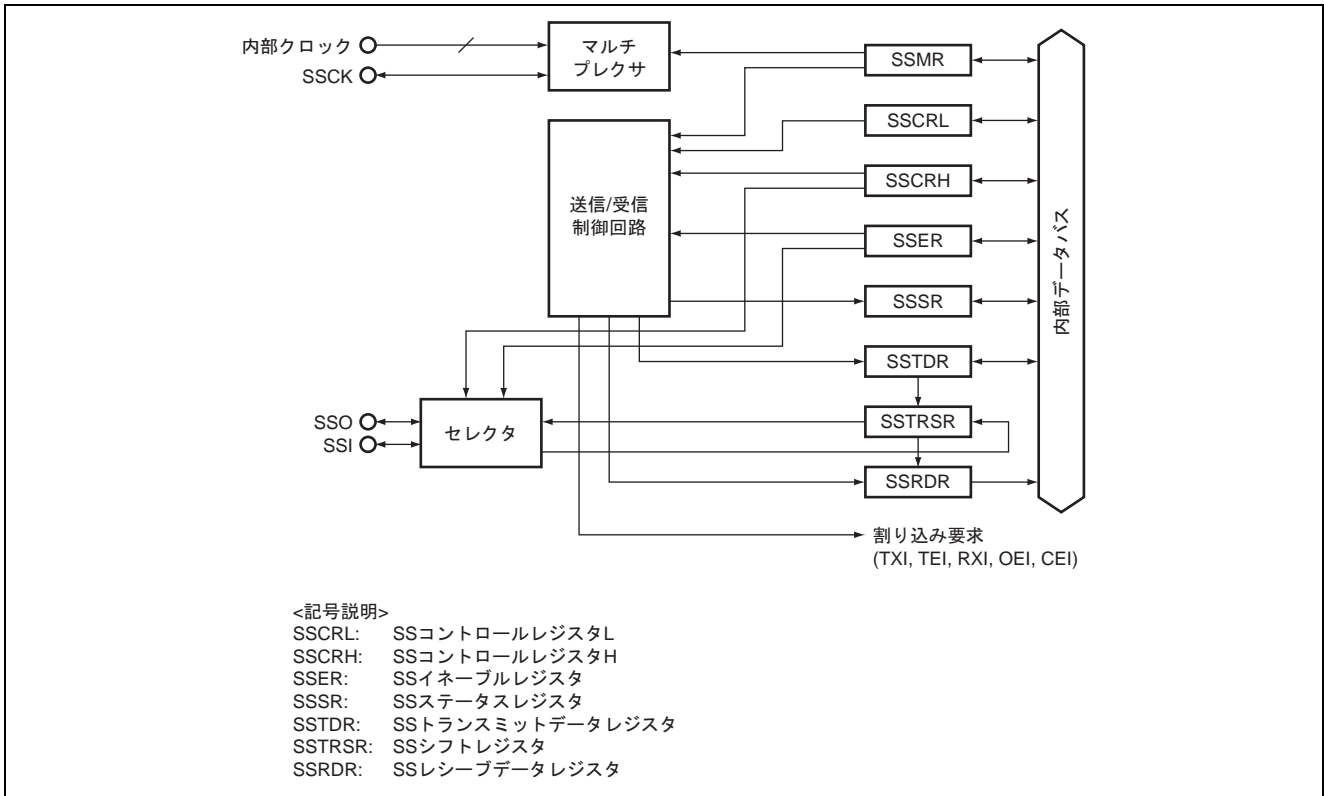 内部クロック
SSCK
マルチ
プレクサ
SSMR
SSCRL
SSCRH
送信/受信
制御回路
SSER
SSSR
内部データバス
SSTDR
SSO
SSI
セレクタ
SSTRSR
SSRDR
割り込み要求
(TXI, TEI, RXI, OEI, CEI)
<記号説明>
SSCRL: SSコントロールレジスタL
SSCRH: SSコントロールレジスタH
SSER: SSイネーブルレジスタ
SSSR: SSステータスレジスタ
SSTDR: SSトランスミットデータレジスタ
SSTRSR: SSシフトレジスタ
SSRDR: SSレシーブデータレジスタ